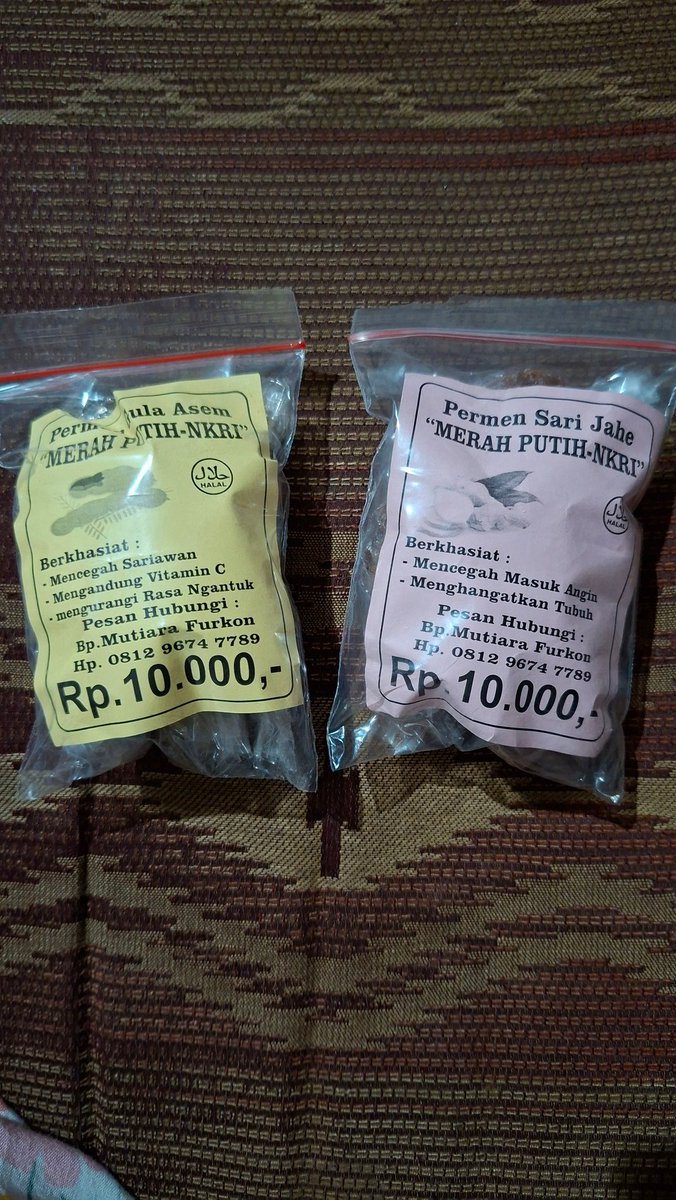 Gula Asem
"MERAH PUTIH-NKRI"
حلال
HALAL
Berkhasiat :
- Mencegah Sariawan
- Mengandung Vitamin C
- mengurangi Rasa Ngantuk
Pesan Hubungi :
Bp.Mutiara Furkon
Hp. 0812 9674 7789
Rp.10.000,-
Permen Sari Jahe
"MERAH PUTIH-NKRI"
حلال
HALAL
Berkhasiat :
- Mencegah Masuk Angin
- Menghangatkan Tubuh
Pesan Hubungi :
Bp.Mutiara Furkon
Hp. 0812 9674 7789
Rp.10.000,-